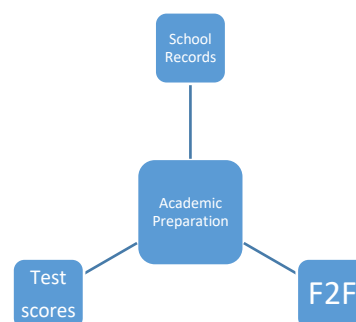 School
Records
Academic
Preparation
Test
scores
F2F